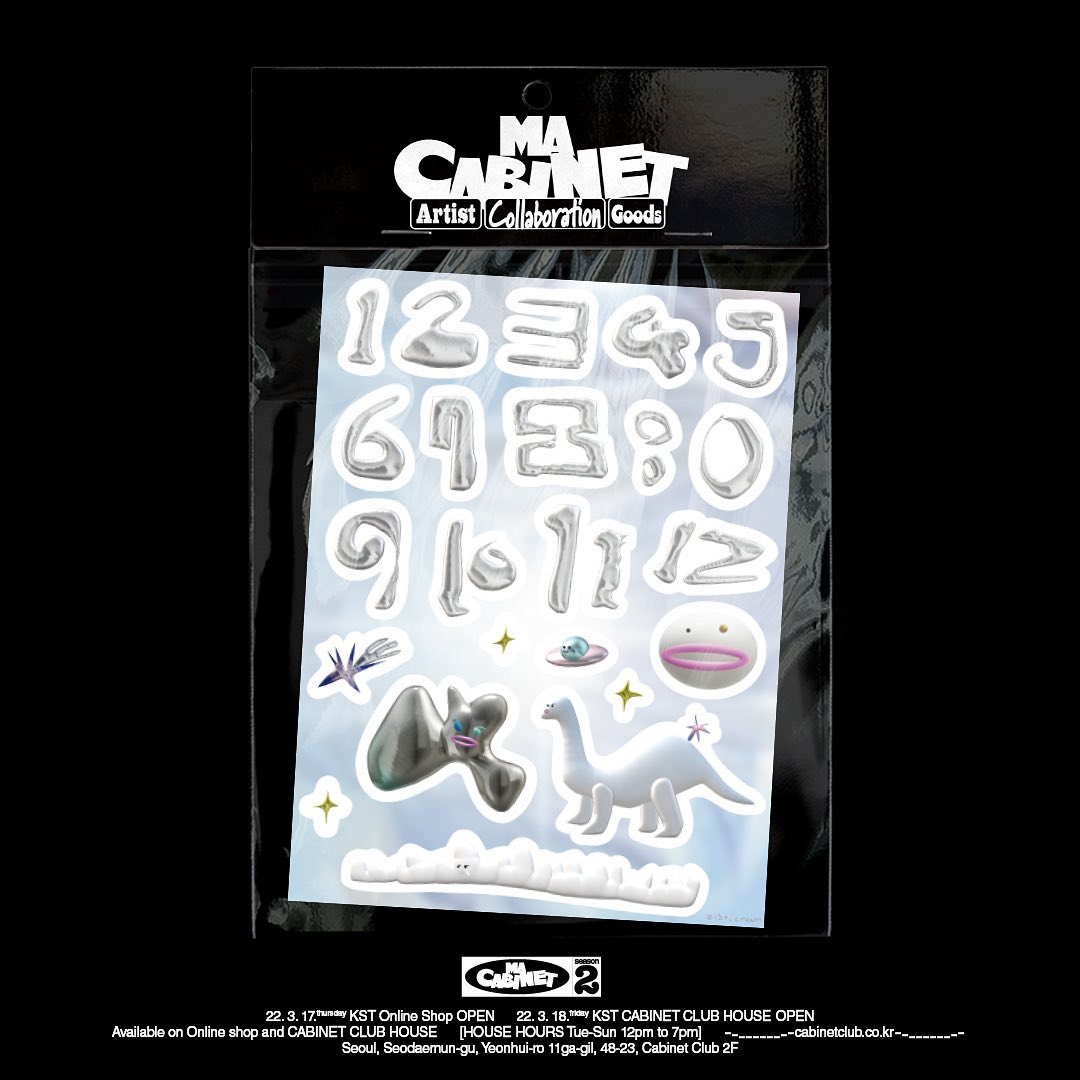 MA
CABINET
Artist Collaboration Goods
1 2 3 4 5
6 7 8 : 0
9 10 11 12
MA
CABINET
season
2
22. 3. 17.thursday KST Online Shop OPEN 22. 3. 18.friday KST CABINET CLUB HOUSE OPEN
Available on Online shop and CABINET CLUB HOUSE [HOUSE HOURS Tue-Sun 12pm to 7pm] --______--cabinetclub.co.kr--______--
Seoul, Seodaemun-gu, Yeonhui-ro 11ga-gil, 48-23, Cabinet Club 2F